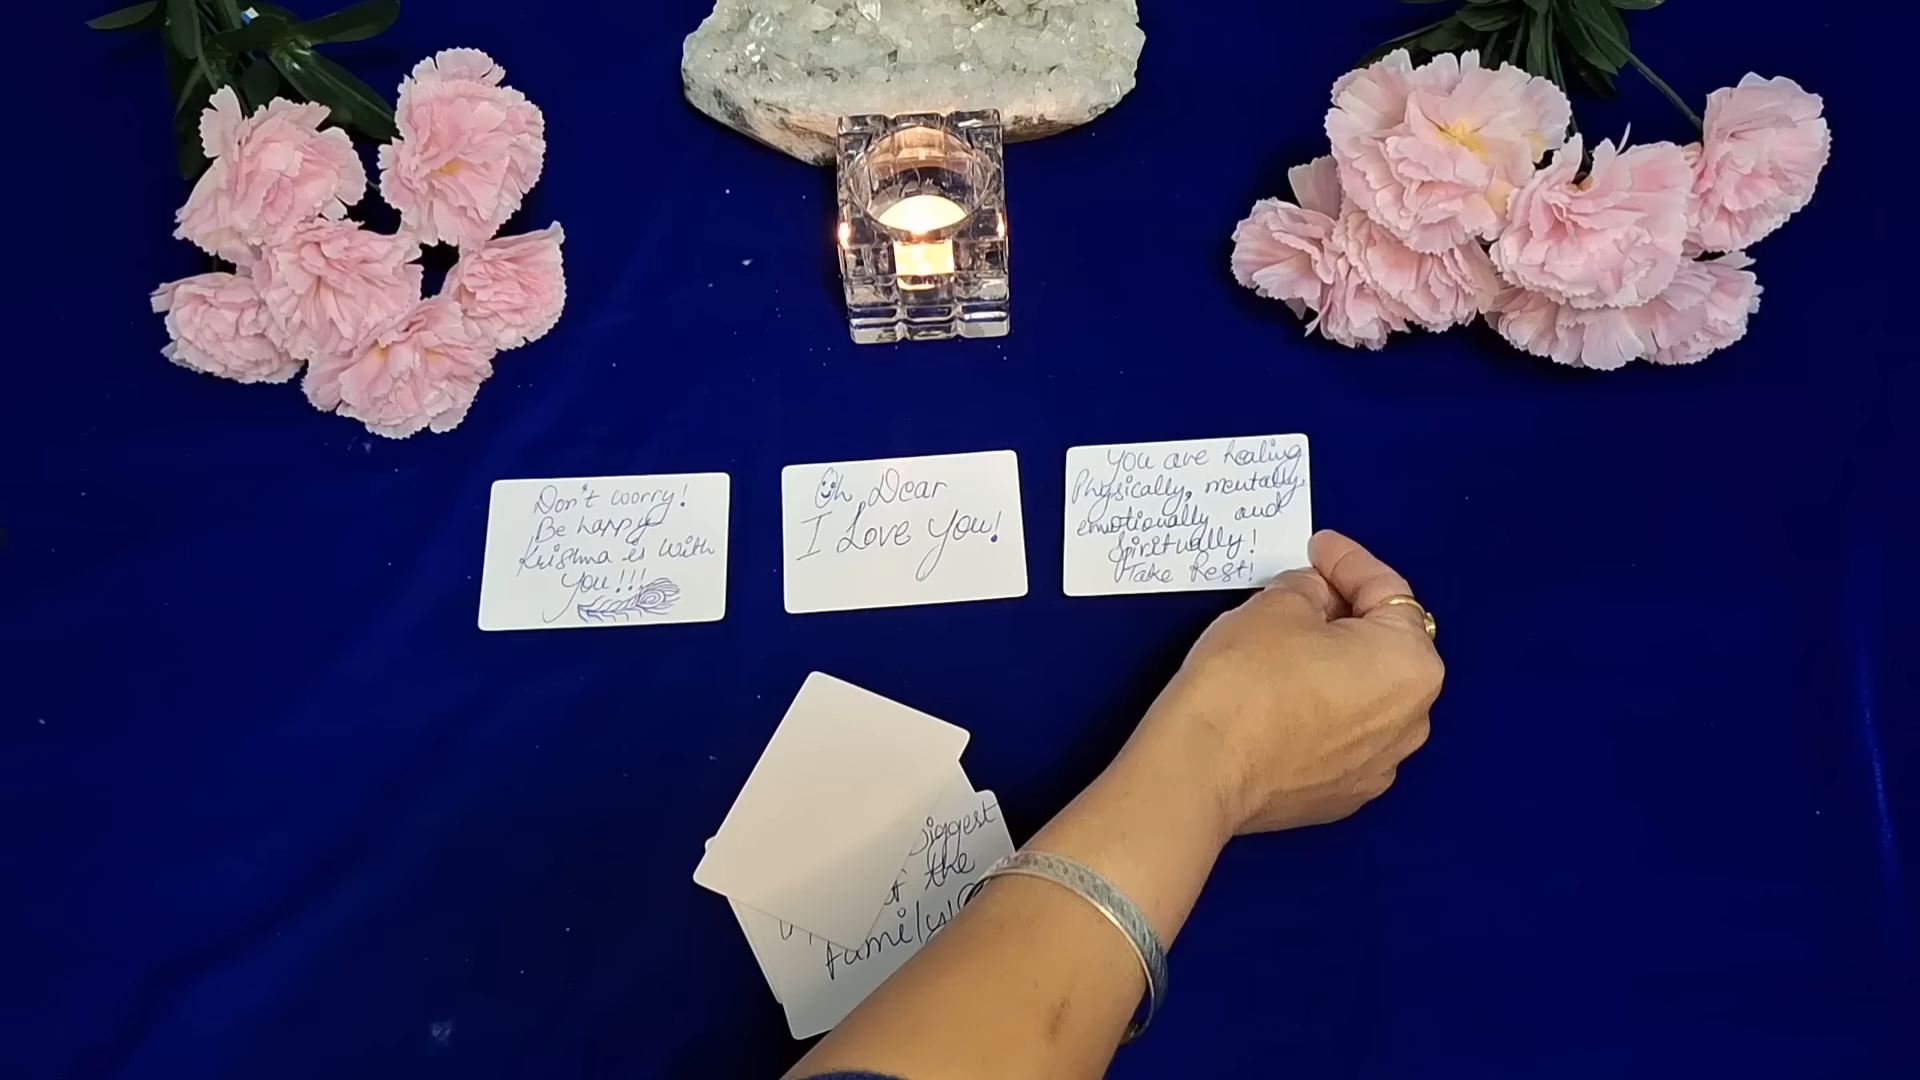 Don't worry!
Be happy
Krishna is with
you!!!
Oh, Dear
I Love you!
You are healing
Physically, mentally,
emotionally and
Spiritually!
Take Rest!
the
family!